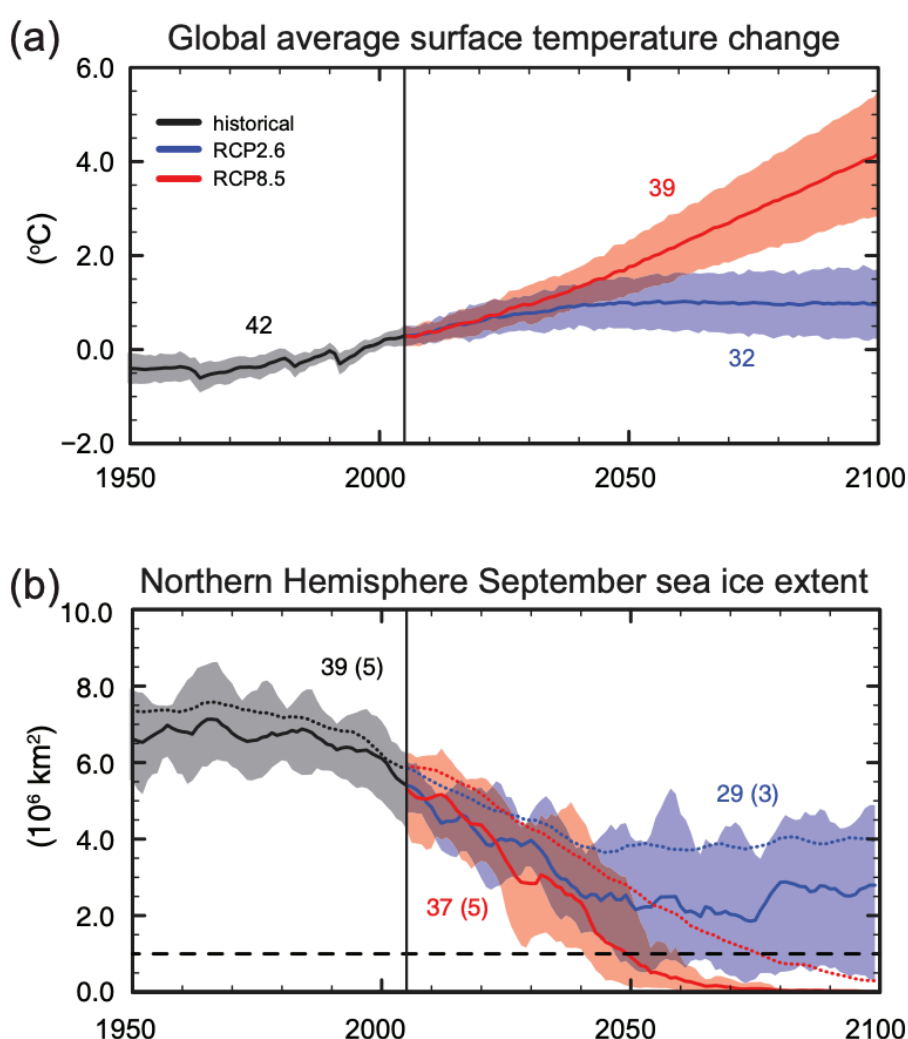 (a) Global average surface temperature change
6.0
historical
RCP2.6
RCP8.5
4.0
39
(°C)
2.0
42
0.0
32
−2.0
1950 2000 2050 2100
(b) Northern Hemisphere September sea ice extent
10.0
39 (5)
8.0
(10⁶ km²)
6.0
29 (3)
4.0
37 (5)
2.0
0.0
1950 2000 2050 2100